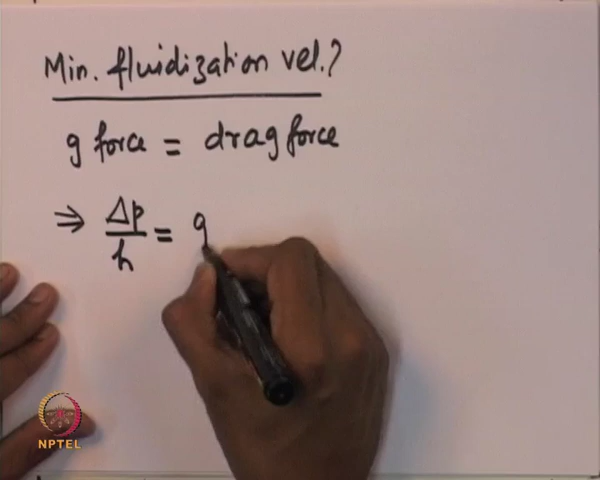 Min. fluidization vel.?
g force = drag force
⇒ Δp/h = g
NPTEL